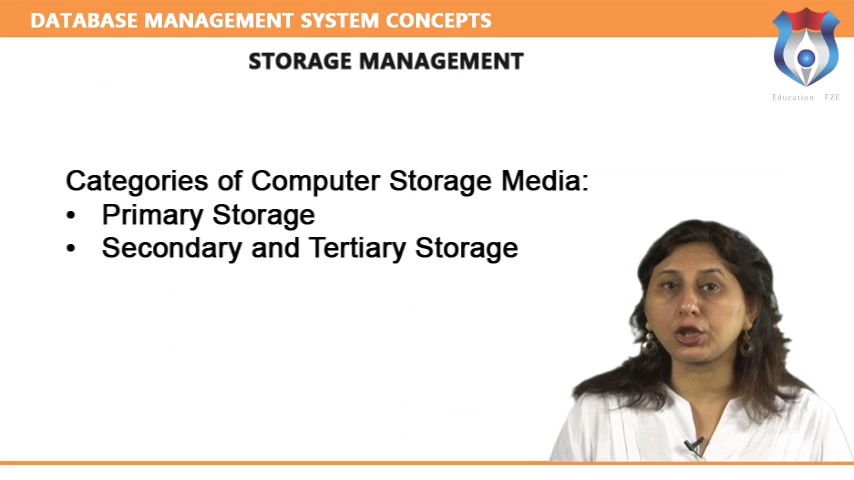 DATABASE MANAGEMENT SYSTEM CONCEPTS
STORAGE MANAGEMENT
Education FZE
Categories of Computer Storage Media:
• Primary Storage
• Secondary and Tertiary Storage